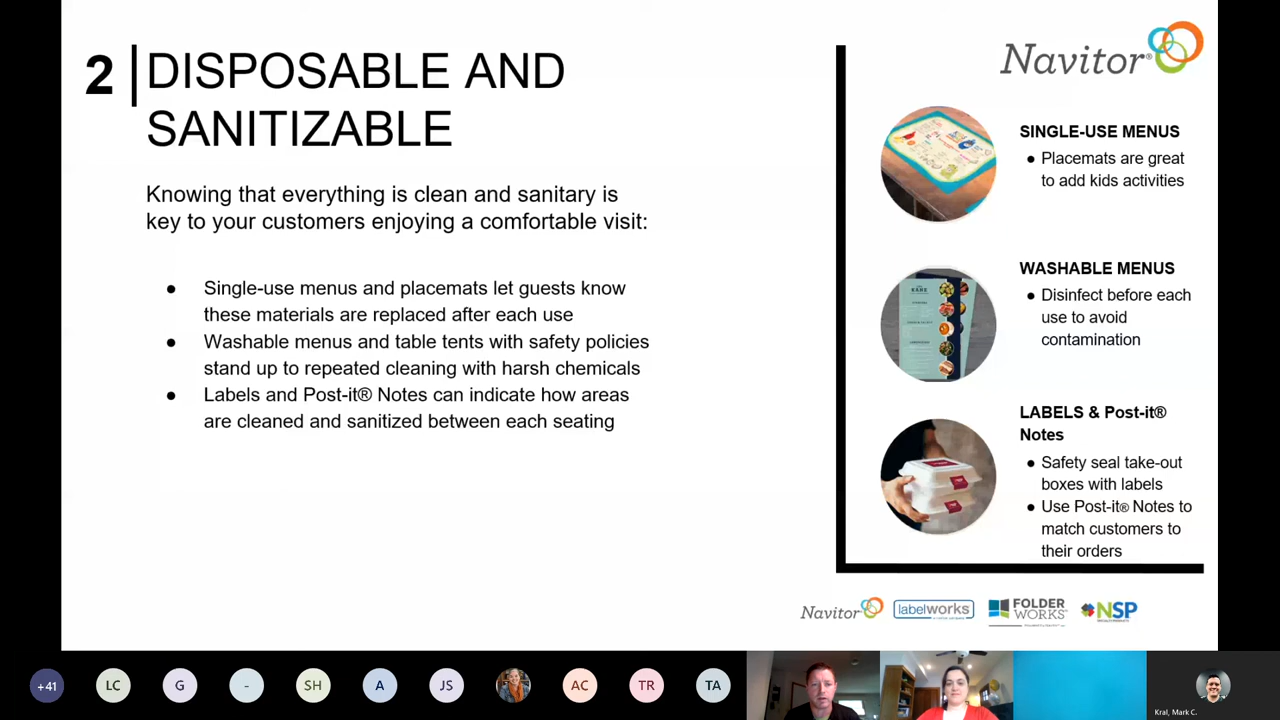 2
DISPOSABLE AND
SANITIZABLE
Knowing that everything is clean and sanitary is
key to your customers enjoying a comfortable visit:
● Single-use menus and placemats let guests know
these materials are replaced after each use
● Washable menus and table tents with safety policies
stand up to repeated cleaning with harsh chemicals
● Labels and Post-it® Notes can indicate how areas
are cleaned and sanitized between each seating
Navitor®
SINGLE-USE MENUS
● Placemats are great
to add kids activities
WASHABLE MENUS
● Disinfect before each
use to avoid
contamination
LABELS & Post-it®
Notes
● Safety seal take-out
boxes with labels
● Use Post-it® Notes to
match customers to
their orders
Navitor
labelworks
FOLDER
WORKS
NSP
+41
LC
G
-
SH
A
JS
AC
TR
TA
Kral, Mark C.